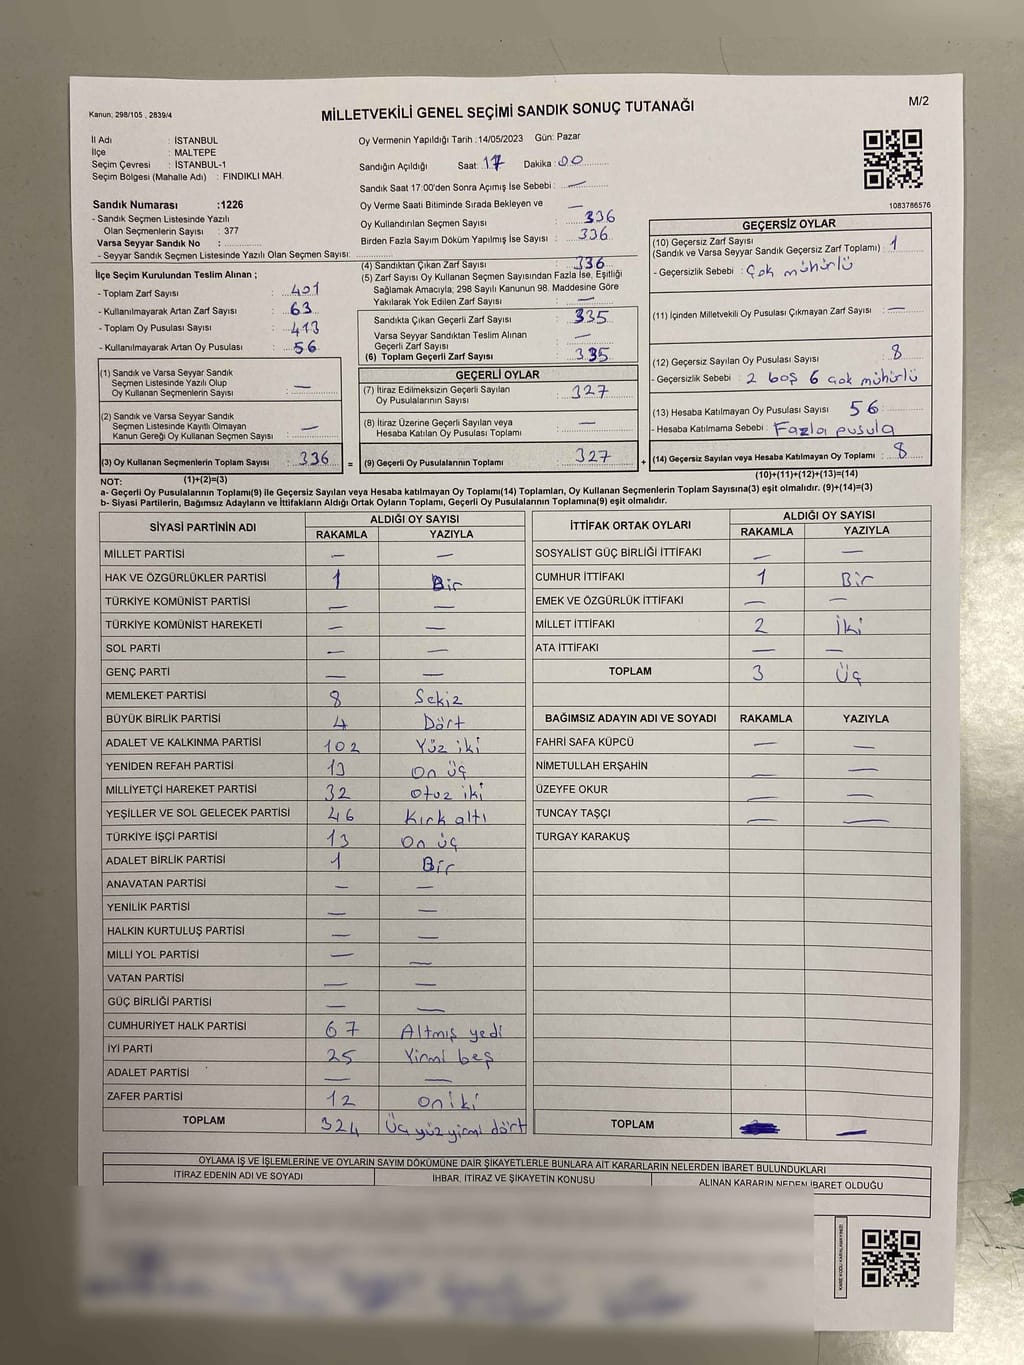 Kanun; 298/105 , 2839/4
MİLLETVEKİLİ GENEL SEÇİMİ SANDIK SONUÇ TUTANAĞI
M/2
İl Adı : İSTANBUL
İlçe : MALTEPE
Seçim Çevresi : İSTANBUL-1
Seçim Bölgesi (Mahalle Adı) : FINDIKLI MAH.
Sandık Numarası :1226
- Sandık Seçmen Listesinde Yazılı
Olan Seçmenlerin Sayısı : 377
Varsa Seyyar Sandık No :
- Seyyar Sandık Seçmen Listesinde Yazılı Olan Seçmen Sayısı:
Oy Vermenin Yapıldığı Tarih :14/05/2023 Gün: Pazar
Sandığın Açıldığı Saat: 17 Dakika: 00
Sandık Saat 17:00'den Sonra Açımış İse Sebebi : —
Oy Verme Saati Bitiminde Sırada Bekleyen ve —
Oy Kullandırılan Seçmen Sayısı : 336
Birden Fazla Sayım Döküm Yapılmış İse Sayısı : 336
1083786576
İlçe Seçim Kurulundan Teslim Alınan ;
- Toplam Zarf Sayısı : 401
- Kullanılmayarak Artan Zarf Sayısı : 63
- Toplam Oy Pusulası Sayısı : 413
- Kullanılmayarak Artan Oy Pusulası : 56
(4) Sandıktan Çıkan Zarf Sayısı : 336
(5) Zarf Sayısı Oy Kullanan Seçmen Sayısından Fazla İse, Eşitliği
Sağlamak Amacıyla; 298 Sayılı Kanunun 98. Maddesine Göre
Yakılarak Yok Edilen Zarf Sayısı : —
Sandıkta Çıkan Geçerli Zarf Sayısı : 335
Varsa Seyyar Sandıktan Teslim Alınan
Geçerli Zarf Sayısı : —
(6) Toplam Geçerli Zarf Sayısı : 335
GEÇERSİZ OYLAR
(10) Geçersiz Zarf Sayısı
(Sandık ve Varsa Seyyar Sandık Geçersiz Zarf Toplamı) : 1
- Geçersizlik Sebebi : Çok mühürlü
(11) İçinden Milletvekili Oy Pusulası Çıkmayan Zarf Sayısı : —
(12) Geçersiz Sayılan Oy Pusulası Sayısı : 8
- Geçersizlik Sebebi : 2 boş 6 çok mühürlü
(13) Hesaba Katılmayan Oy Pusulası Sayısı : 56
- Hesaba Katılmama Sebebi : Fazla pusula
(14) Geçersiz Sayılan veya Hesaba Katılmayan Oy Toplamı : 8
(10)+(11)+(12)+(13)=(14)
(1) Sandık ve Varsa Seyyar Sandık
Seçmen Listesinde Yazılı Olup
Oy Kullanan Seçmenlerin Sayısı : —
(2) Sandık ve Varsa Seyyar Sandık
Seçmen Listesinde Kayıtlı Olmayan
Kanun Gereği Oy Kullanan Seçmen Sayısı : —
(3) Oy Kullanan Seçmenlerin Toplam Sayısı : 336 =
(1)+(2)=(3)
GEÇERLİ OYLAR
(7) İtiraz Edilmeksizin Geçerli Sayılan
Oy Pusulalarının Sayısı : 327
(8) İtiraz Üzerine Geçerli Sayılan veya
Hesaba Katılan Oy Pusulası Toplamı : —
(9) Geçerli Oy Pusulalarının Toplamı : 327 +
NOT:
a- Geçerli Oy Pusulalarının Toplamı(9) ile Geçersiz Sayılan veya Hesaba katılmayan Oy Toplamı(14) Toplamları, Oy Kullanan Seçmenlerin Toplam Sayısına(3) eşit olmalıdır. (9)+(14)=(3)
b- Siyasi Partilerin, Bağımsız Adayların ve İttifakların Aldığı Ortak Oyların Toplamı, Geçerli Oy Pusulalarının Toplamına(9) eşit olmalıdır.
SİYASİ PARTİNİN ADI ALDIĞI OY SAYISI
RAKAMLA YAZIYLA
MİLLET PARTİSİ — —
HAK VE ÖZGÜRLÜKLER PARTİSİ 1 Bir
TÜRKİYE KOMÜNİST PARTİSİ — —
TÜRKİYE KOMÜNİST HAREKETİ — —
SOL PARTİ — —
GENÇ PARTİ — —
MEMLEKET PARTİSİ 8 Sekiz
BÜYÜK BİRLİK PARTİSİ 4 Dört
ADALET VE KALKINMA PARTİSİ 102 Yüz iki
YENİDEN REFAH PARTİSİ 13 On üç
MİLLİYETÇİ HAREKET PARTİSİ 32 otuz iki
YEŞİLLER VE SOL GELECEK PARTİSİ 46 Kırk altı
TÜRKİYE İŞÇİ PARTİSİ 13 On üç
ADALET BİRLİK PARTİSİ 1 Bir
ANAVATAN PARTİSİ — —
YENİLİK PARTİSİ — —
HALKIN KURTULUŞ PARTİSİ — —
MİLLİ YOL PARTİSİ — —
VATAN PARTİSİ — —
GÜÇ BİRLİĞİ PARTİSİ — —
CUMHURİYET HALK PARTİSİ 67 Altmış yedi
İYİ PARTİ 25 Yirmi beş
ADALET PARTİSİ — —
ZAFER PARTİSİ 12 on iki
TOPLAM 324 Üç yüz yirmi dört
İTTİFAK ORTAK OYLARI ALDIĞI OY SAYISI
RAKAMLA YAZIYLA
SOSYALİST GÜÇ BİRLİĞİ İTTİFAKI — —
CUMHUR İTTİFAKI 1 Bir
EMEK VE ÖZGÜRLÜK İTTİFAKI — —
MİLLET İTTİFAKI 2 İki
ATA İTTİFAKI — —
TOPLAM 3 Üç
BAĞIMSIZ ADAYIN ADI VE SOYADI RAKAMLA YAZIYLA
FAHRİ SAFA KÜPCÜ — —
NİMETULLAH ERŞAHİN — —
ÜZEYFE OKUR — —
TUNCAY TAŞÇI — —
TURGAY KARAKUŞ
TOPLAM —
OYLAMA İŞ VE İŞLEMLERİNE VE OYLARIN SAYIM DÖKÜMÜNE DAİR ŞİKAYETLERLE BUNLARA AİT KARARLARIN NELERDEN İBARET BULUNDUKLARI
İTİRAZ EDENİN ADI VE SOYADI İHBAR, İTİRAZ VE ŞİKAYETİN KONUSU ALINAN KARARIN NEDEN İBARET OLDUĞU